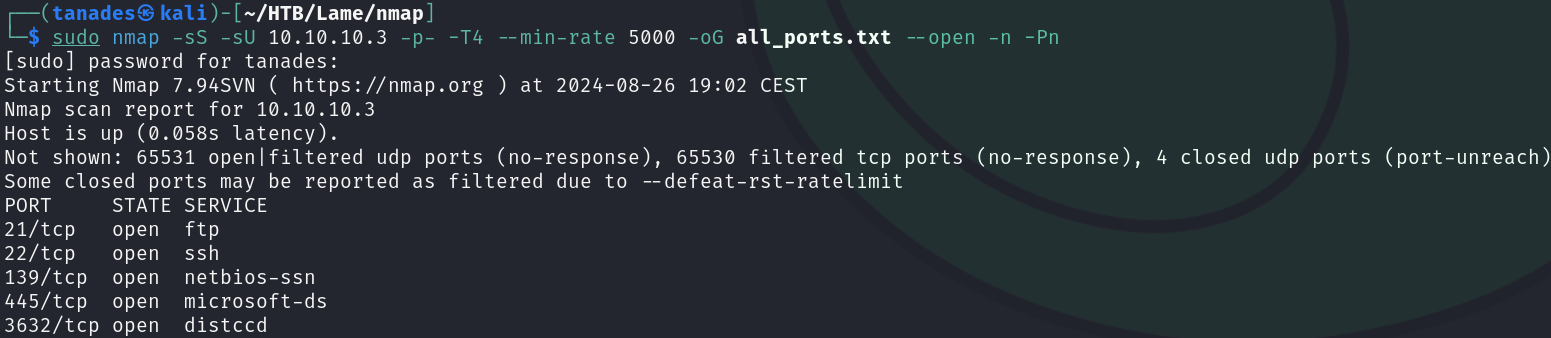 ┌──(tanades㉿kali)-[~/HTB/Lame/nmap]
└─$ sudo nmap -sS -sU 10.10.10.3 -p- -T4 --min-rate 5000 -oG all_ports.txt --open -n -Pn
[sudo] password for tanades:
Starting Nmap 7.94SVN ( https://nmap.org ) at 2024-08-26 19:02 CEST
Nmap scan report for 10.10.10.3
Host is up (0.058s latency).
Not shown: 65531 open|filtered udp ports (no-response), 65530 filtered tcp ports (no-response), 4 closed udp ports (port-unreach)
Some closed ports may be reported as filtered due to --defeat-rst-ratelimit
PORT     STATE SERVICE
21/tcp   open  ftp
22/tcp   open  ssh
139/tcp  open  netbios-ssn
445/tcp  open  microsoft-ds
3632/tcp open  distccd